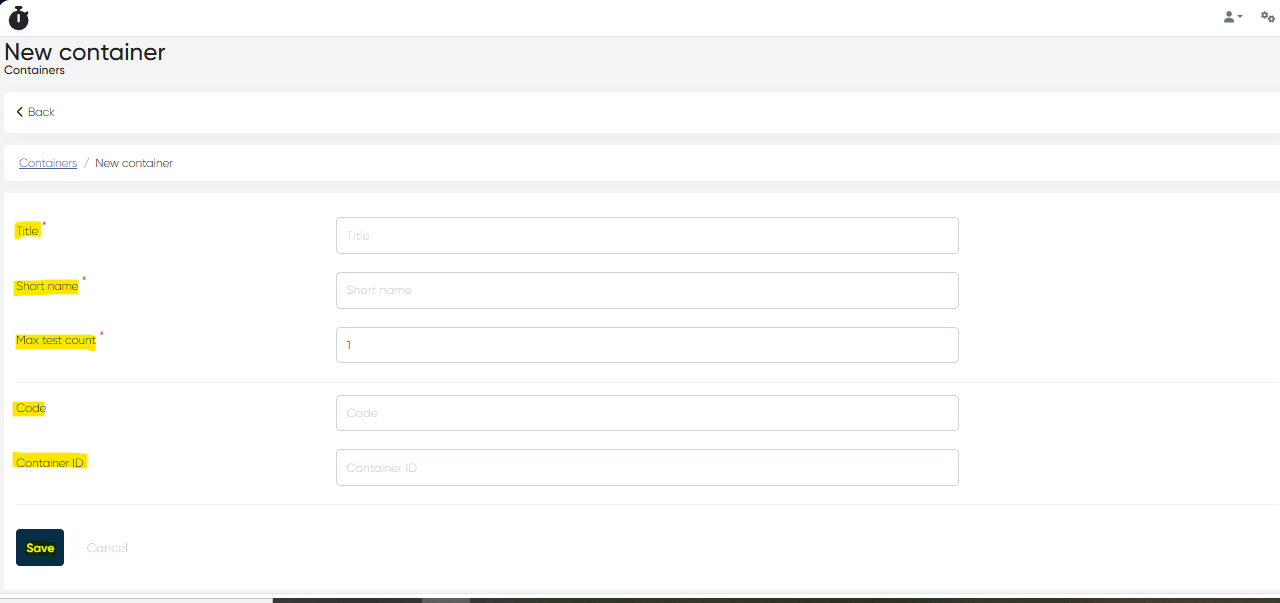 New container
Containers
Back
Containers / New container
Title *
Title
Short name *
Short name
Max test count *
1
Code
Code
Container ID
Container ID
Save Cancel